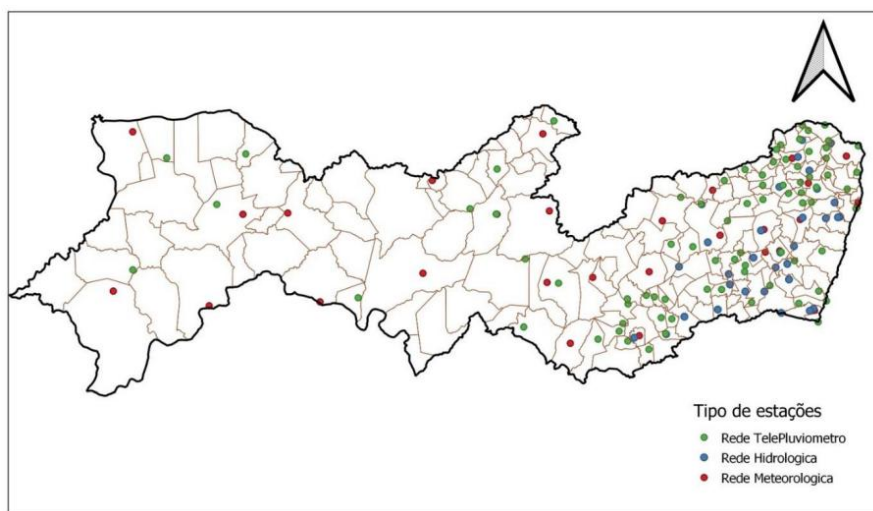 Tipo de estações
Rede TelePluviometro
Rede Hidrologica
Rede Meteorologica